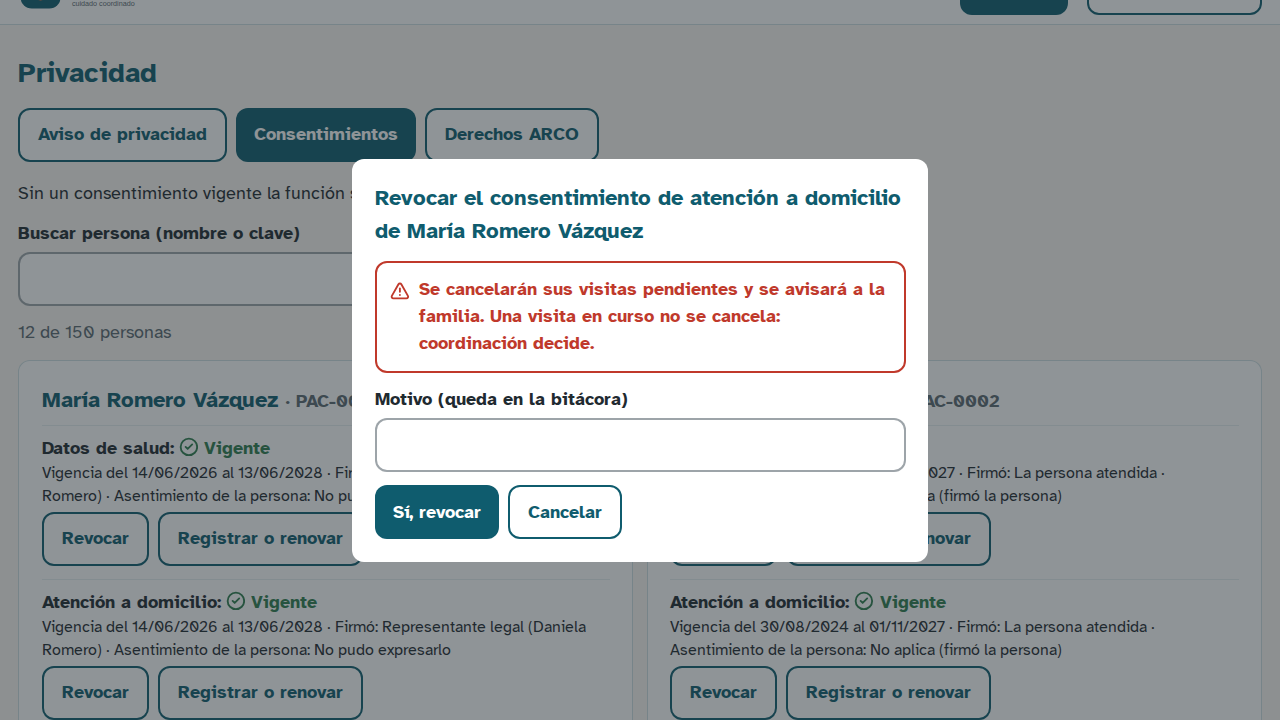 cuidado coordinado
Privacidad
Aviso de privacidad
Consentimientos
Derechos ARCO
Sin un consentimiento vigente la función
Buscar persona (nombre o clave)
12 de 150 personas
Revocar el consentimiento de atención a domicilio
de María Romero Vázquez
Se cancelarán sus visitas pendientes y se avisará a la
familia. Una visita en curso no se cancela:
coordinación decide.
Motivo (queda en la bitácora)
Sí, revocar
Cancelar
María Romero Vázquez · PAC-00
Datos de salud: Vigente
Vigencia del 14/06/2026 al 13/06/2028 ·
Romero) · Asentimiento de la persona: No
Revocar
Registrar o renovar
Atención a domicilio: Vigente
Vigencia del 14/06/2026 al 13/06/2028 · Firmó: Representante legal (Daniela
Romero) · Asentimiento de la persona: No pudo expresarlo
Revocar
Registrar o renovar
AC-0002
027 · Firmó: La persona atendida ·
a (firmó la persona)
novar
Atención a domicilio: Vigente
Vigencia del 30/08/2024 al 01/11/2027 · Firmó: La persona atendida ·
Asentimiento de la persona: No aplica (firmó la persona)
Revocar
Registrar o renovar